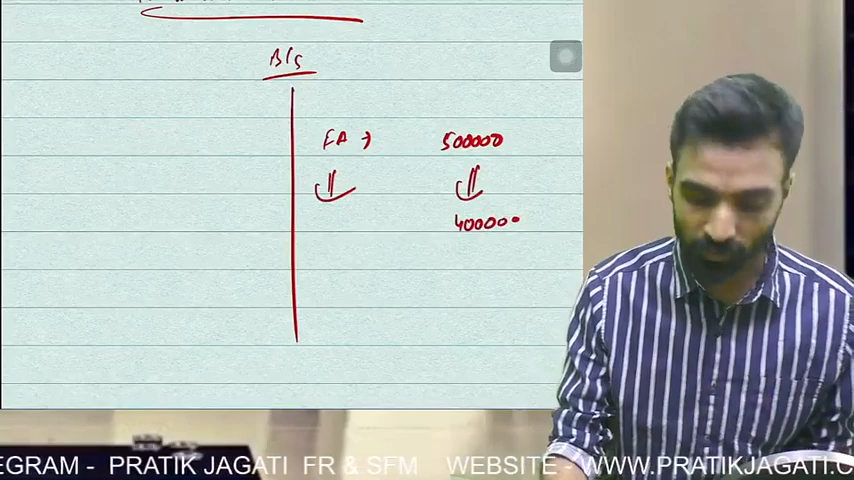 B/S
FA → 500000
400000
EGRAM - PRATIK JAGATI FR & SFM WEBSITE - WWW.PRATIKJAGATI.C